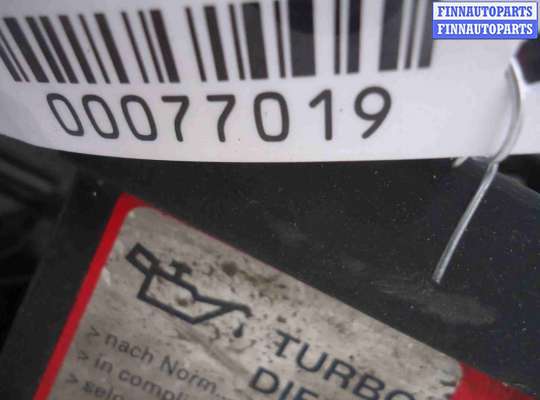 FINNAUTOPARTS
FINNAUTOPARTS
00077019
TURBO
> nach Norm...
> in compli